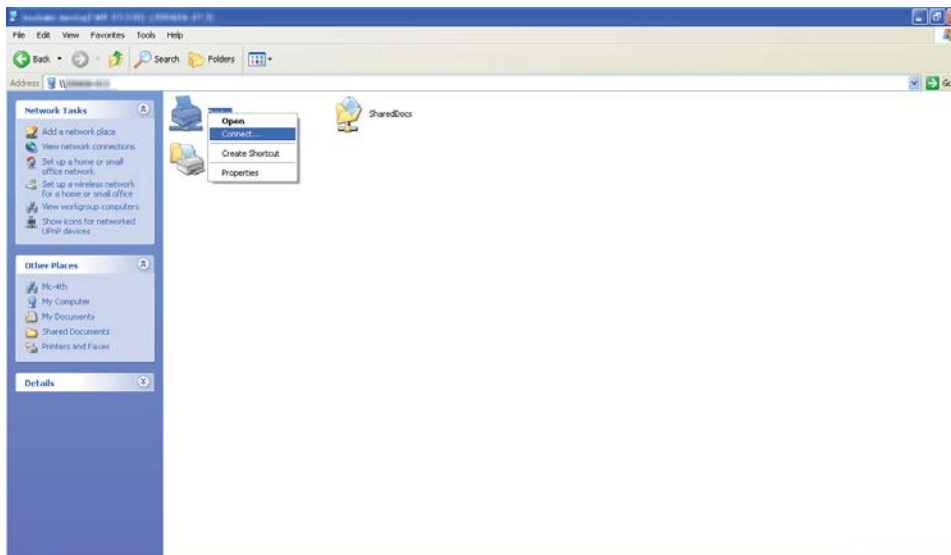 File Edit View Favorites Tools Help
Back Search Folders
Address \\ Go
Network Tasks
Add a network place
View network connections
Set up a home or small
office network
Set up a wireless network
for a home or small office
View workgroup computers
Show icons for networked
UPnP devices
Other Places
Mc-4th
My Computer
My Documents
Shared Documents
Printers and Faxes
Details
Open
Connect...
Create Shortcut
Properties
SharedDocs